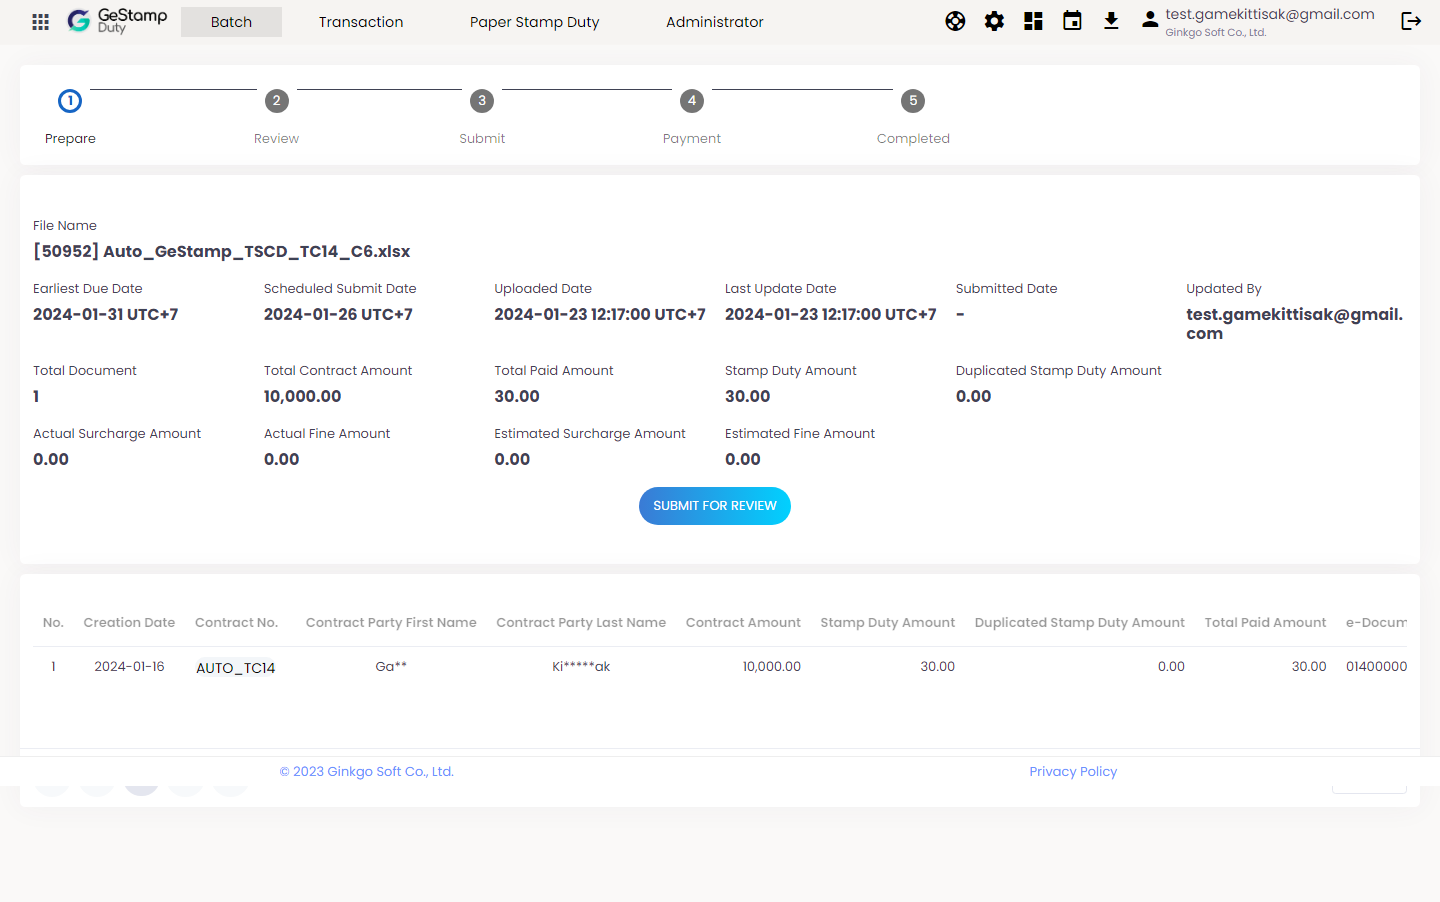 GeStamp
Duty
Batch
Transaction
Paper Stamp Duty
Administrator
test.gamekittisak@gmail.com
Ginkgo Soft Co., Ltd.
1
2
3
4
5
Prepare
Review
Submit
Payment
Completed
File Name
[50952] Auto_GeStamp_TSCD_TC14_C6.xlsx
Earliest Due Date
Scheduled Submit Date
Uploaded Date
Last Update Date
Submitted Date
Updated By
2024-01-31 UTC+7
2024-01-26 UTC+7
2024-01-23 12:17:00 UTC+7
2024-01-23 12:17:00 UTC+7
-
test.gamekittisak@gmail.
com
Total Document
Total Contract Amount
Total Paid Amount
Stamp Duty Amount
Duplicated Stamp Duty Amount
1
10,000.00
30.00
30.00
0.00
Actual Surcharge Amount
Actual Fine Amount
Estimated Surcharge Amount
Estimated Fine Amount
0.00
0.00
0.00
0.00
SUBMIT FOR REVIEW
No. Creation Date Contract No. Contract Party First Name Contract Party Last Name Contract Amount Stamp Duty Amount Duplicated Stamp Duty Amount Total Paid Amount e-Docum
1 2024-01-16 AUTO_TC14 Ga** Ki*****ak 10,000.00 30.00 0.00 30.00 01400000
© 2023 Ginkgo Soft Co., Ltd.
Privacy Policy